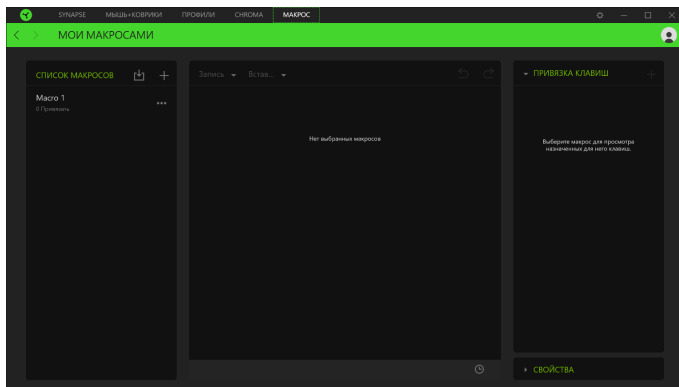 SYNAPSE МЫШЬ+КОВРИКИ ПРОФИЛИ CHROMA МАКРОС
МОИ МАКРОСАМИ
СПИСОК МАКРОСОВ
Запись Встав...
ПРИВЯЗКА КЛАВИШ
Macro 1
0 Привязать
Нет выбранных макросов
Выберите макрос для просмотра
назначенных для него клавиш.
СВОЙСТВА